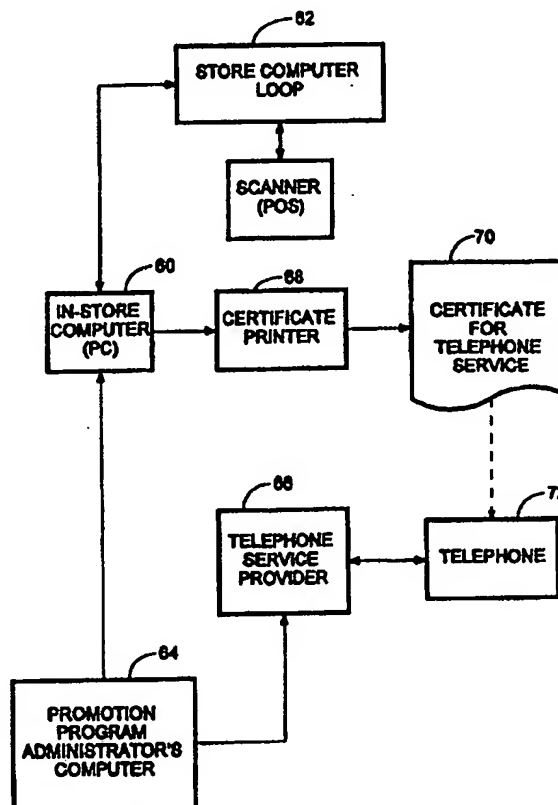 62
STORE COMPUTER
LOOP
SCANNER
(POS)
60
IN-STORE
COMPUTER
(PC)
68
CERTIFICATE
PRINTER
70
CERTIFICATE
FOR
TELEPHONE
SERVICE
66
TELEPHONE
SERVICE
PROVIDER
TELEPHONE
64
PROMOTION
PROGRAM
ADMINISTRATOR'S
COMPUTER